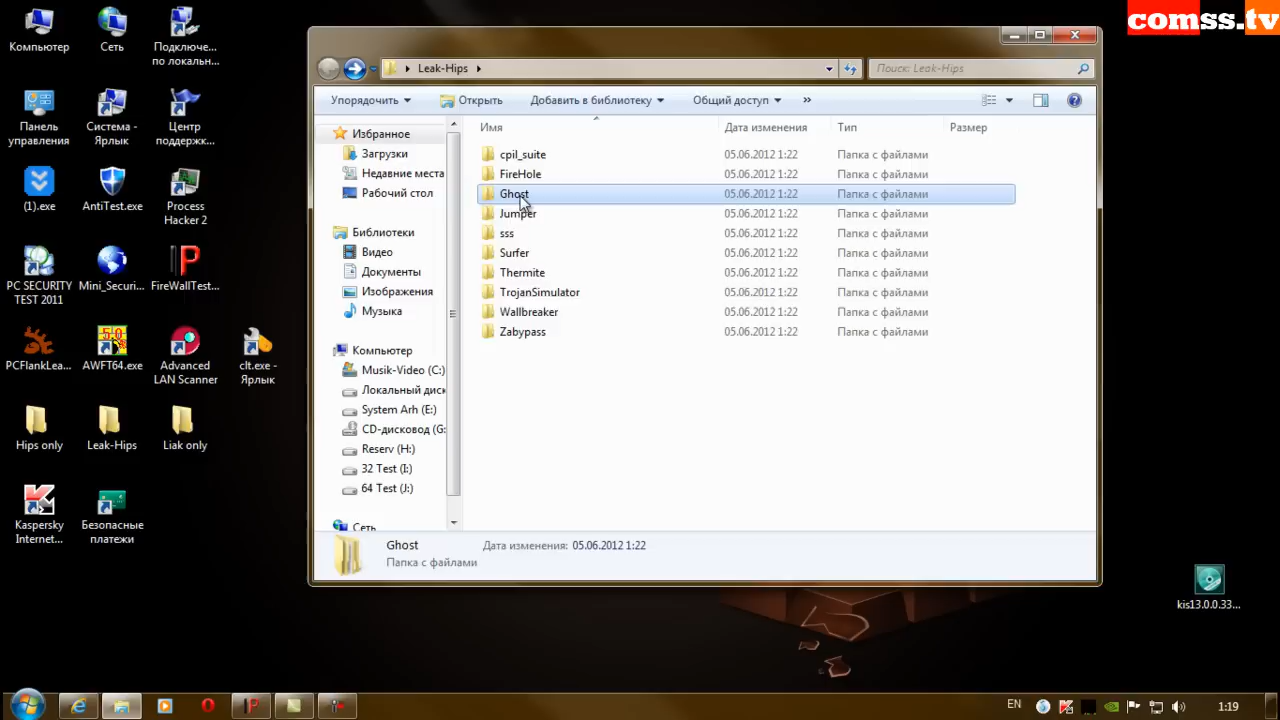 comss.tv
Компьютер
Сеть
Подключе...
по локальн...
Панель
управления
Система -
Ярлык
Центр
поддержк...
(1).exe
AntiTest.exe
Process
Hacker 2
PC SECURITY
TEST 2011
Mini_Securi...
FireWallTest...
PCFlankLea...
AWFT64.exe
Advanced
LAN Scanner
clt.exe -
Ярлык
Hips only
Leak-Hips
Liak only
Kaspersky
Internet...
Безопасные
платежи
Leak-Hips
Поиск: Leak-Hips
Упорядочить
Открыть
Добавить в библиотеку
Общий доступ
»
Избранное
Загрузки
Недавние места
Рабочий стол
Библиотеки
Видео
Документы
Изображения
Музыка
Компьютер
Musik-Video (C:)
Локальный диск
System Arh (E:)
CD-дисковод (G:
Reserv (H:)
32 Test (I:)
64 Test (J:)
Сеть
Имя Дата изменения Тип Размер
cpil_suite 05.06.2012 1:22 Папка с файлами
FireHole 05.06.2012 1:22 Папка с файлами
Ghost 05.06.2012 1:22 Папка с файлами
Jumper 05.06.2012 1:22 Папка с файлами
sss 05.06.2012 1:22 Папка с файлами
Surfer 05.06.2012 1:22 Папка с файлами
Thermite 05.06.2012 1:22 Папка с файлами
TrojanSimulator 05.06.2012 1:22 Папка с файлами
Wallbreaker 05.06.2012 1:22 Папка с файлами
Zabypass 05.06.2012 1:22 Папка с файлами
Ghost Дата изменения: 05.06.2012 1:22
Папка с файлами
kis13.0.0.33...
EN
1:19